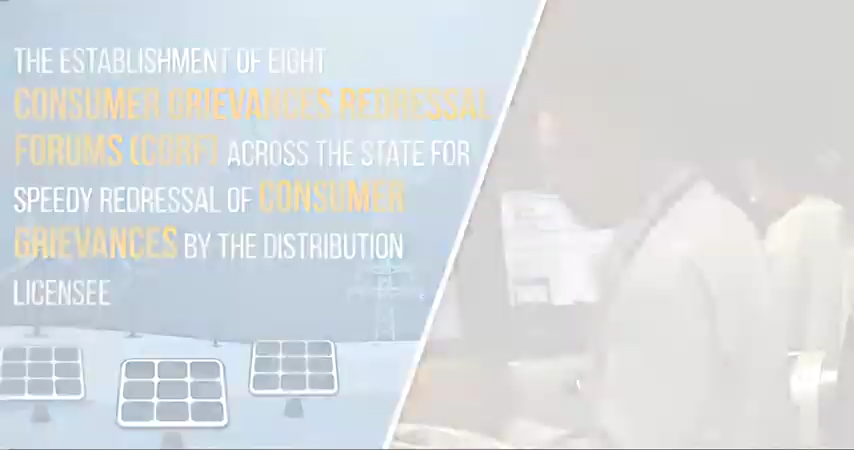 THE ESTABLISHMENT OF EIGHT
CONSUMER GRIEVANCES REDRESSAL
FORUMS (CGRF) ACROSS THE STATE FOR
SPEEDY REDRESSAL OF CONSUMER
GRIEVANCES BY THE DISTRIBUTION
LICENSEE